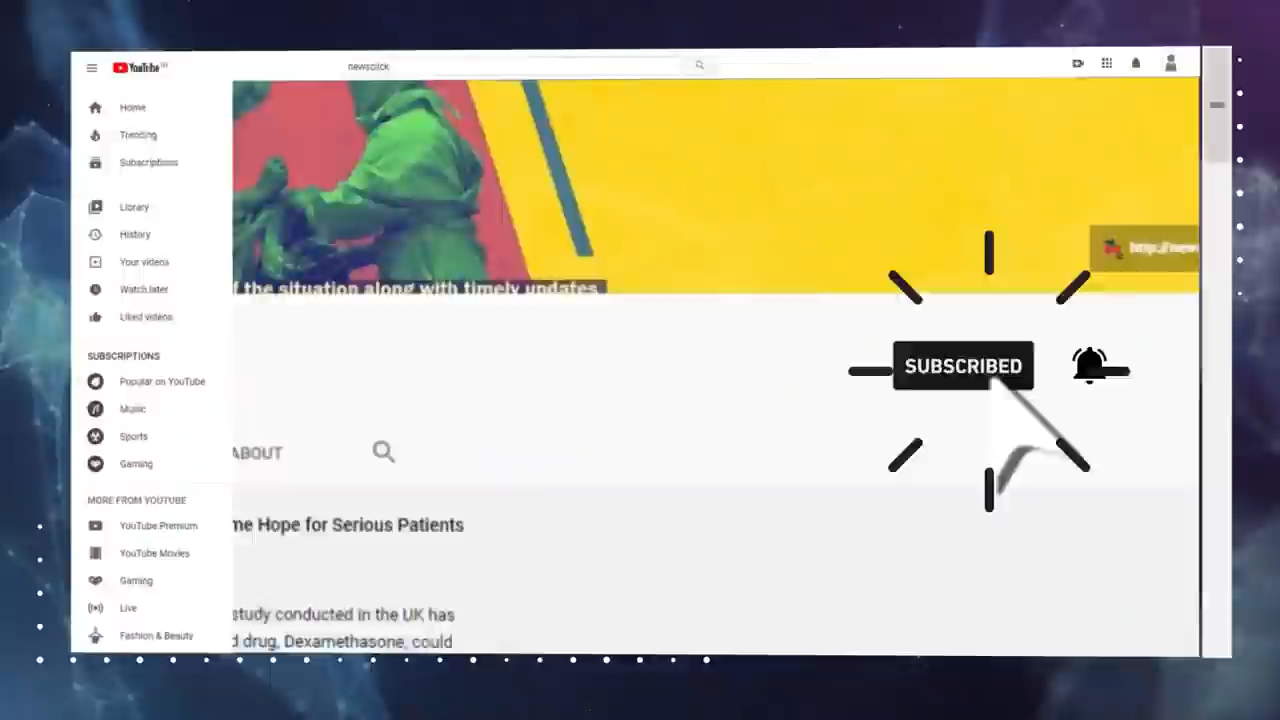 YouTube
newsclick
Home
Trending
Subscriptions
Library
History
Your videos
Watch later
Liked videos
SUBSCRIPTIONS
Popular on YouTube
Music
Sports
Gaming
MORE FROM YOUTUBE
YouTube Premium
YouTube Movies
Gaming
Live
Fashion & Beauty
f the situation along with timely updates
http://news
SUBSCRIBED
ABOUT
me Hope for Serious Patients
study conducted in the UK has
d drug, Dexamethasone, could